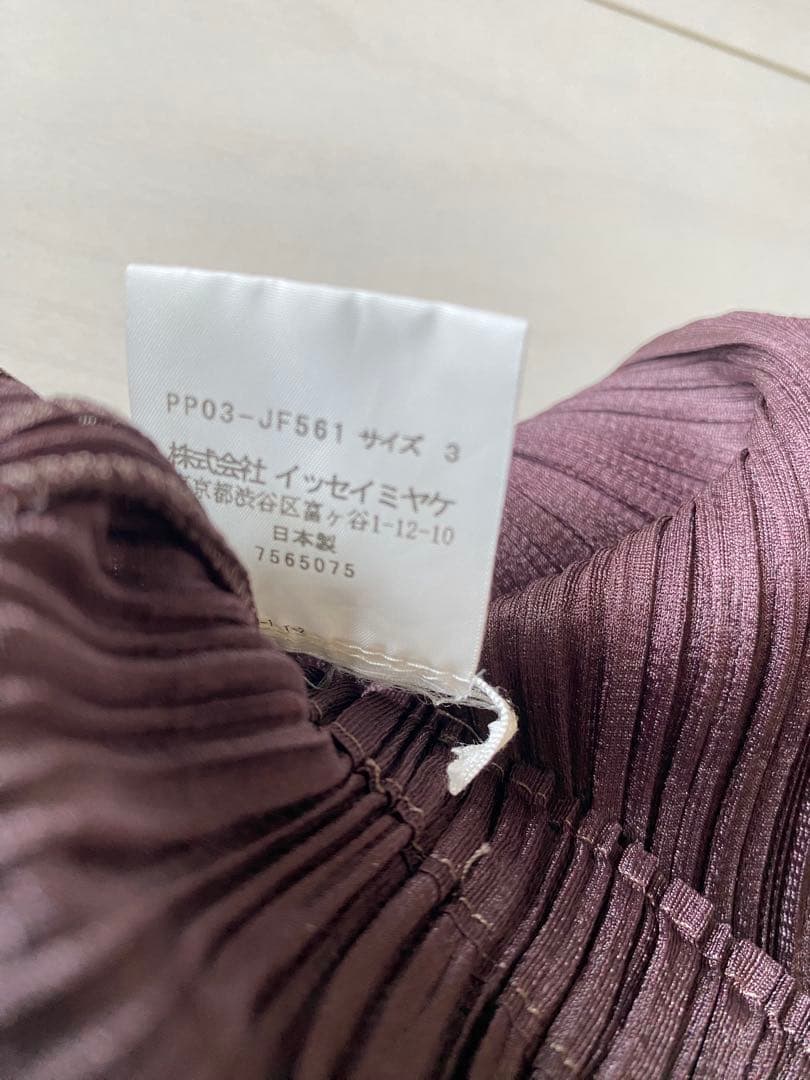 PP03-JF561 サイズ 3
株式会社 イッセイミヤケ
東京都渋谷区富ヶ谷1-12-10
日本製
7565075